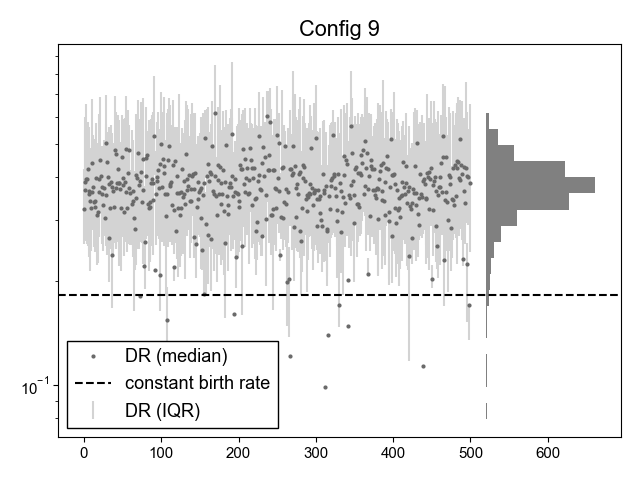 Config 9
10⁻¹
DR (median)
constant birth rate
DR (IQR)
0 100 200 300 400 500 600